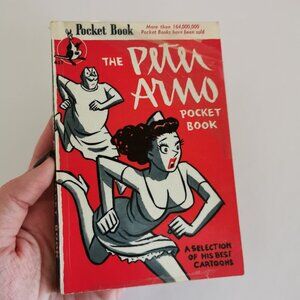 Pocket Book
More than 164,000,000
Pocket Books have been sold
THE Peter
Arno
POCKET
BOOK
A SELECTION
OF HIS BEST
CARTOONS